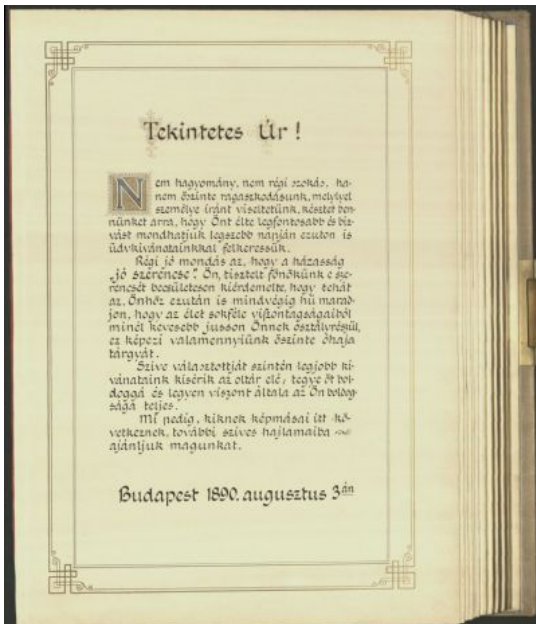 Tekintetes Úr!
Nem hagyomány, nem régi szokás, ha-
nem őszinte ragaszkodásunk, melylyel
személye iránt viseltetünk, késztet ben-
nünket arra, hogy Önt élte legfontosabb és biz-
vást mondhatjuk legszebb napján ezuton is
üdvkivánatainkkal felkeressük.
Régi jó mondás az, hogy a házasság
„jó szerencse". Ön, tisztelt főnökünk e sze-
rencsét becsületesen kiérdemelte, hogy tehát
az, Önhöz ezután is mindvégig hű marad-
jon, hogy az élet sokféle viszontagságaiból
minél kevesebb jusson Önnek osztályrészül,
ez képezi valamennyiünk őszinte óhaja
tárgyát.
Szive választottját szintén legjobb ki-
vánataink kisérik az oltár elé; tegye őt bol-
doggá és legyen viszont általa az Ön boldog-
sága teljes.
Mi pedig, kiknek képmásai itt kö-
vetkeznek, további szives hajlamaiba
ajánljuk magunkat.
Budapest 1890. augusztus 3án